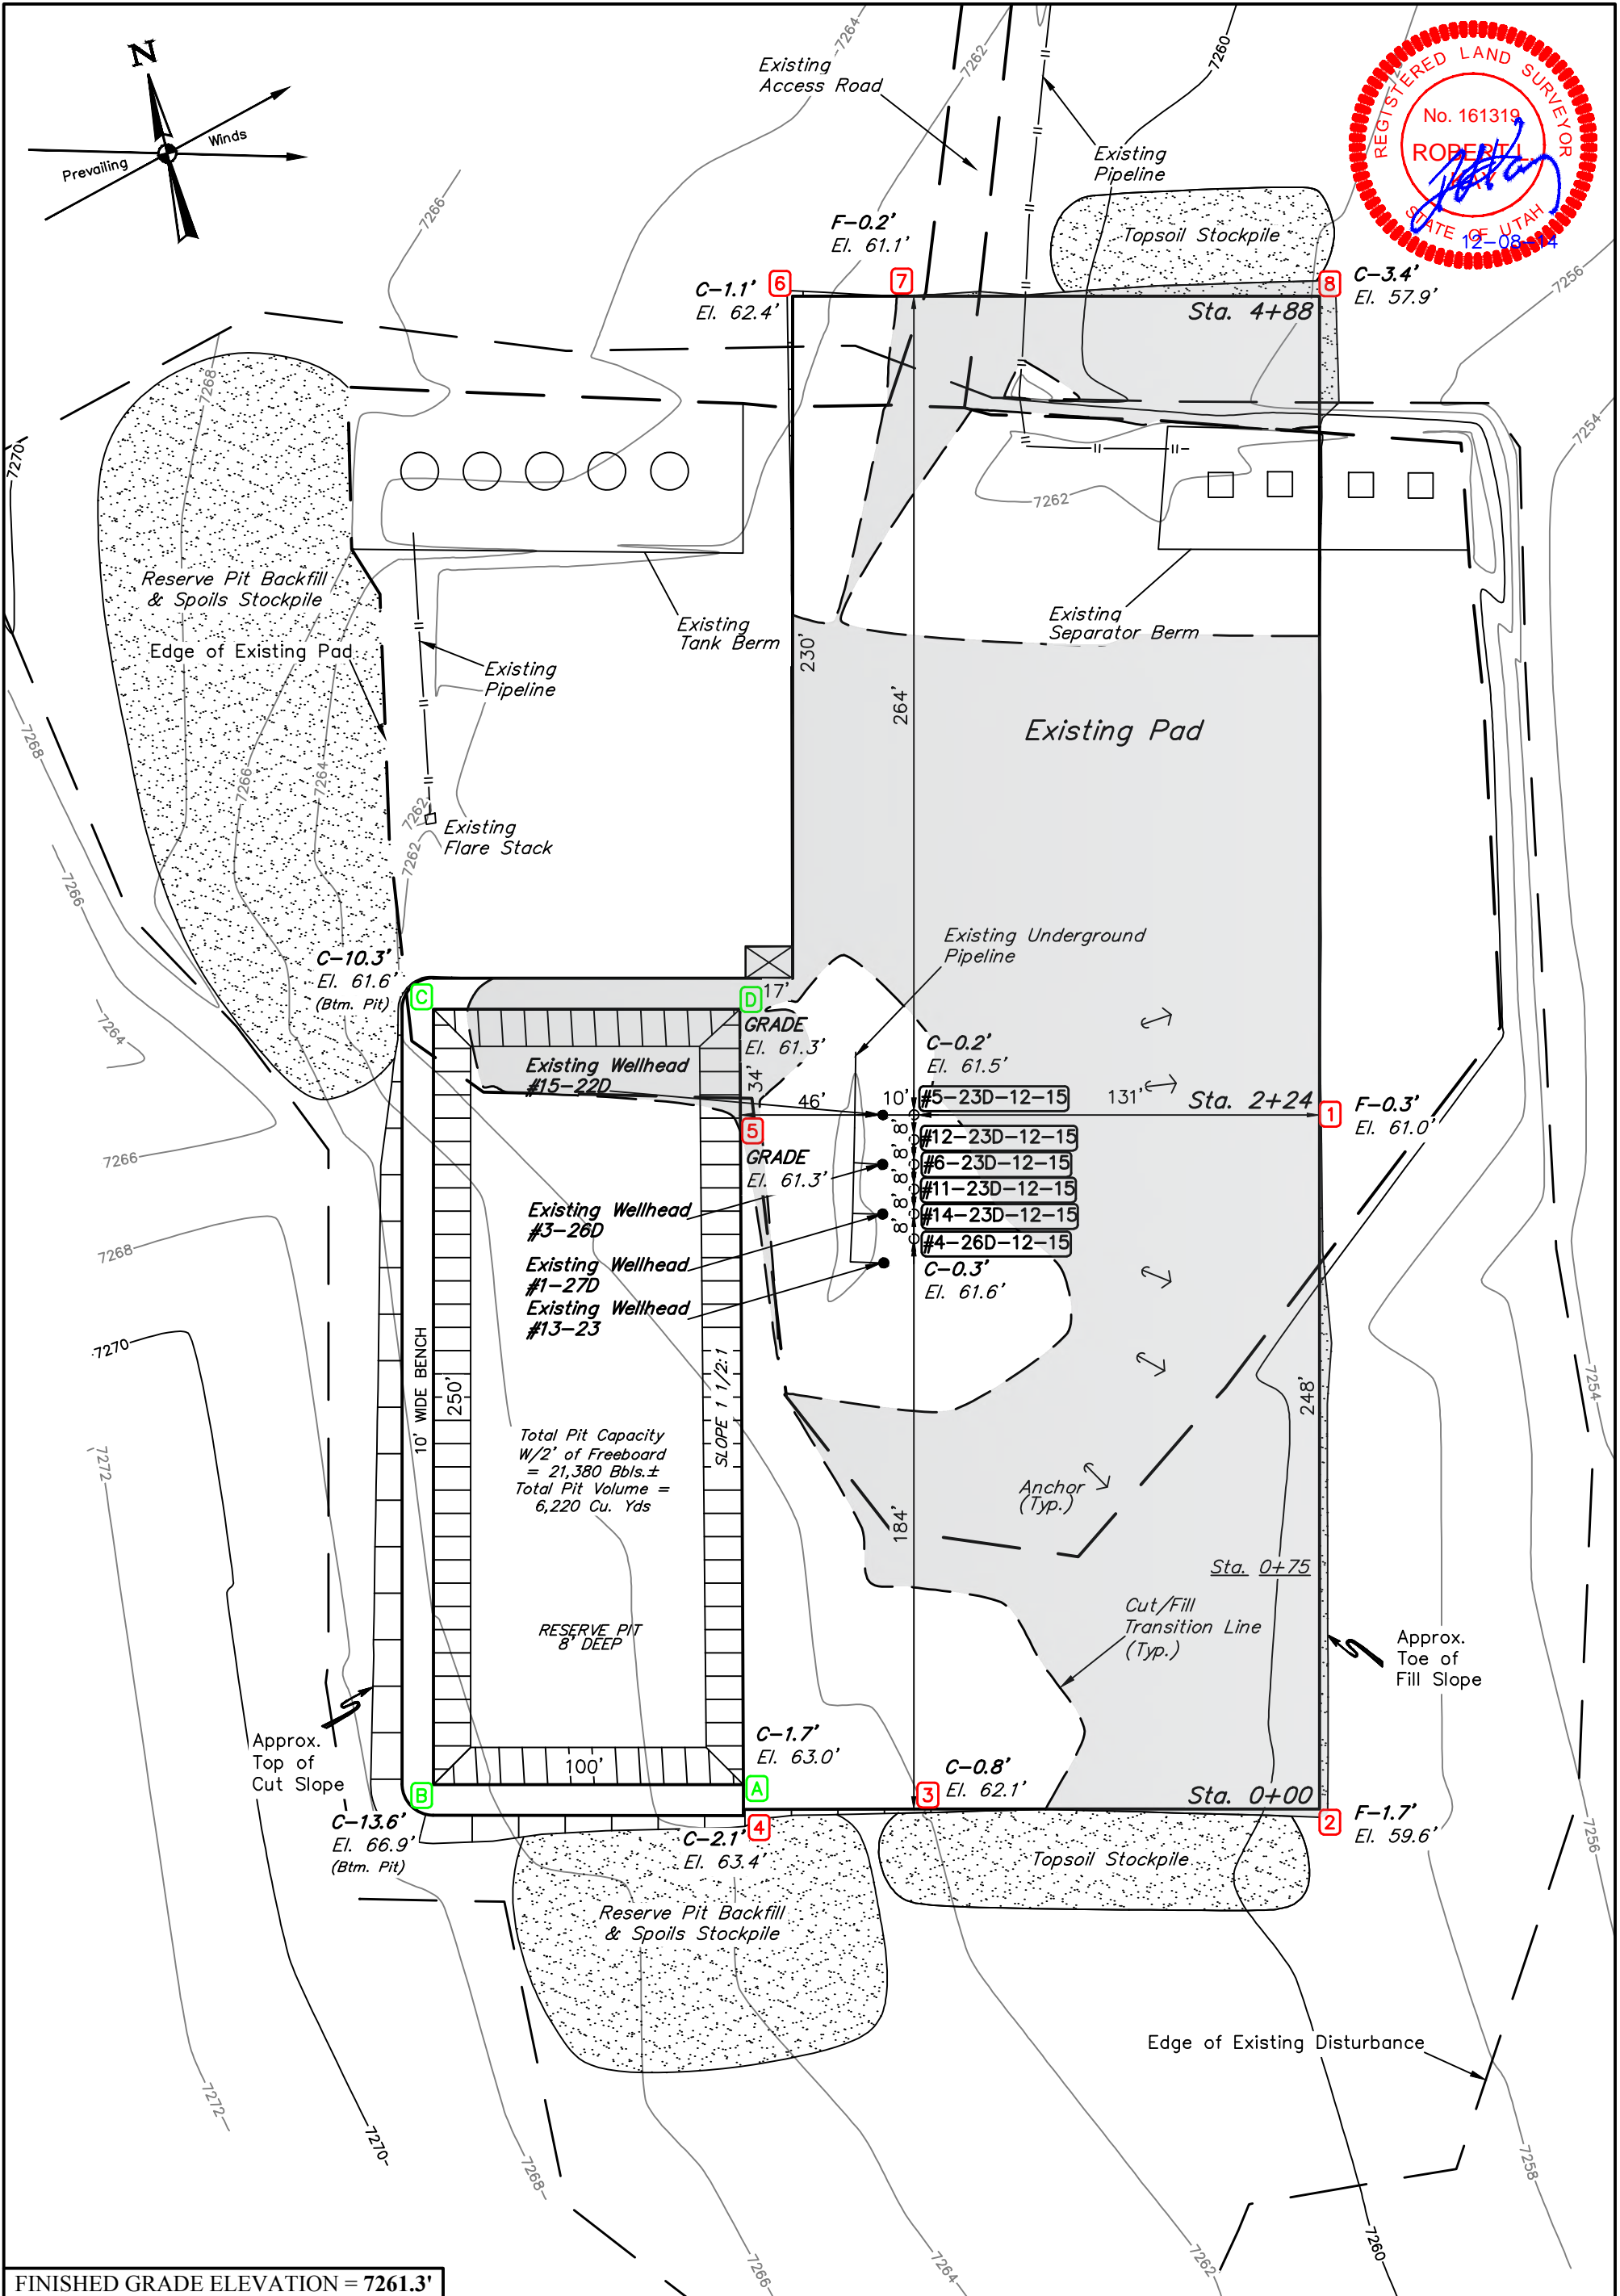 N
Prevailing
Winds
Existing
Access Road
7264
7262
7260
Existing
Pipeline
REGISTERED LAND SURVEYOR
No. 161319
ROBERT L.
KAY
STATE OF UTAH
12-08-14
7266
F-0.2'
El. 61.1'
Topsoil Stockpile
C-1.1'
El. 62.4'
6
7
8
C-3.4'
El. 57.9'
Sta. 4+88
7256
7268
7270
7254
7262
Reserve Pit Backfill
& Spoils Stockpile
Edge of Existing Pad
Existing
Tank Berm
Existing
Separator Berm
Existing
Pipeline
230'
264'
Existing Pad
7268
7266
7264
7262
7262
Existing
Flare Stack
7266
Existing Underground
Pipeline
C-10.3'
El. 61.6'
(Btm. Pit)
C
D
17'
7264
GRADE
El. 61.3'
C-0.2'
El. 61.5'
Existing Wellhead
#15-22D
34'
46'
10'
#5-23D-12-15
131'
Sta. 2+24
1
F-0.3'
El. 61.0'
5
8'
#12-23D-12-15
GRADE
El. 61.3'
8'
#6-23D-12-15
8'
#11-23D-12-15
8'
#14-23D-12-15
8'
#4-26D-12-15
7266
7268
Existing Wellhead
#3-26D
Existing Wellhead
#1-27D
Existing Wellhead
#13-23
C-0.3'
El. 61.6'
7270
10' WIDE BENCH
250'
SLOPE 1 1/2:1
248'
7254
7272
Total Pit Capacity
W/2' of Freeboard
= 21,380 Bbls.±
Total Pit Volume =
6,220 Cu. Yds
Anchor
(Typ.)
184'
Sta. 0+75
RESERVE PIT
8' DEEP
Cut/Fill
Transition Line
(Typ.)
Approx.
Toe of
Fill Slope
Approx.
Top of
Cut Slope
C-1.7'
El. 63.0'
100'
B
A
C-0.8'
El. 62.1'
3
Sta. 0+00
2
F-1.7'
El. 59.6'
C-13.6'
El. 66.9'
(Btm. Pit)
C-2.1'
El. 63.4'
4
7256
Topsoil Stockpile
Reserve Pit Backfill
& Spoils Stockpile
Edge of Existing Disturbance
7272
7270
7268
7258
7266
7264
7262
7260
FINISHED GRADE ELEVATION = 7261.3'